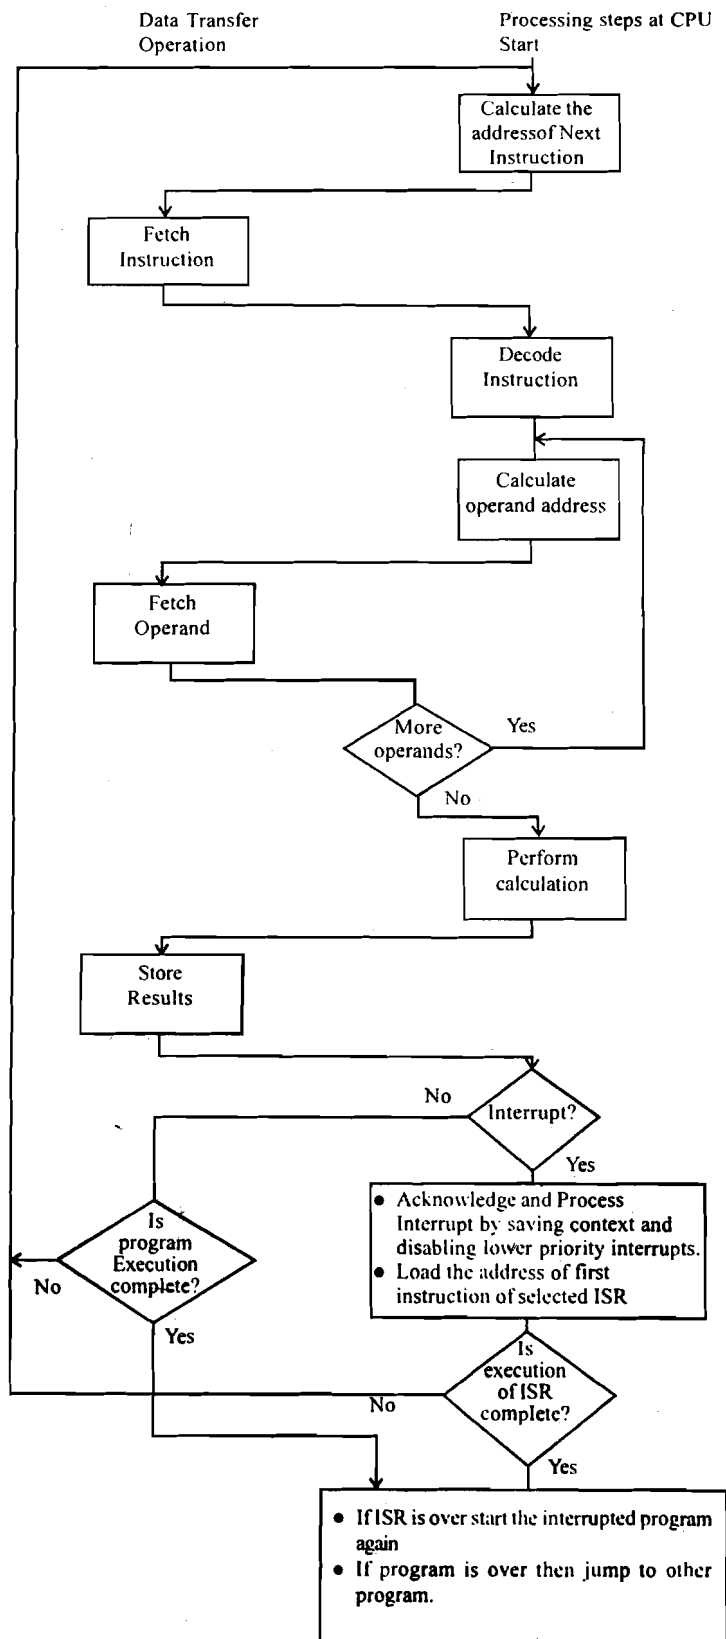 Data Transfer
Operation
Processing steps at CPU
Start
Calculate the
addressof Next
Instruction
Fetch
Instruction
Decode
Instruction
Calculate
operand address
Fetch
Operand
More
operands?
Yes
No
Perform
calculation
Store
Results
Interrupt?
No
Yes
● Acknowledge and Process
Interrupt by saving context and
disabling lower priority interrupts.
● Load the address of first
instruction of selected ISR
Is
program
Execution
complete?
No
Yes
Is
execution
of ISR
complete?
No
Yes
● If ISR is over start the interrupted program
again
● If program is over then jump to other
program.